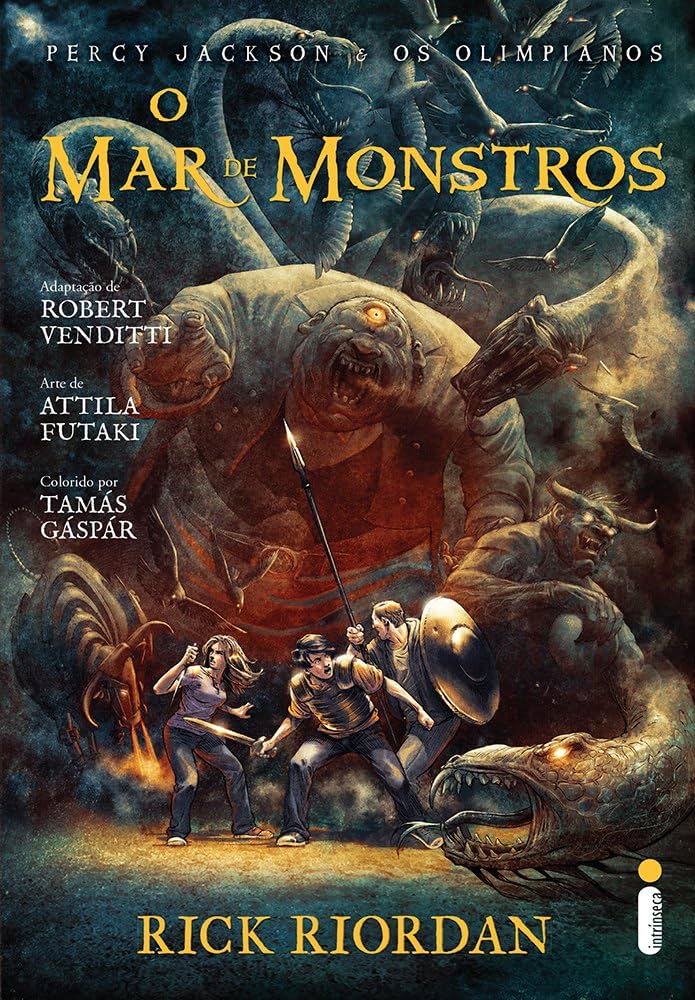 PERCY JACKSON & OS OLIMPIANOS
O
MAR DE MONSTROS
Adaptação de
ROBERT
VENDITTI
Arte de
ATTILA
FUTAKI
Colorido por
TAMÁS
GÁSPÁR
RICK RIORDAN
intrínseca